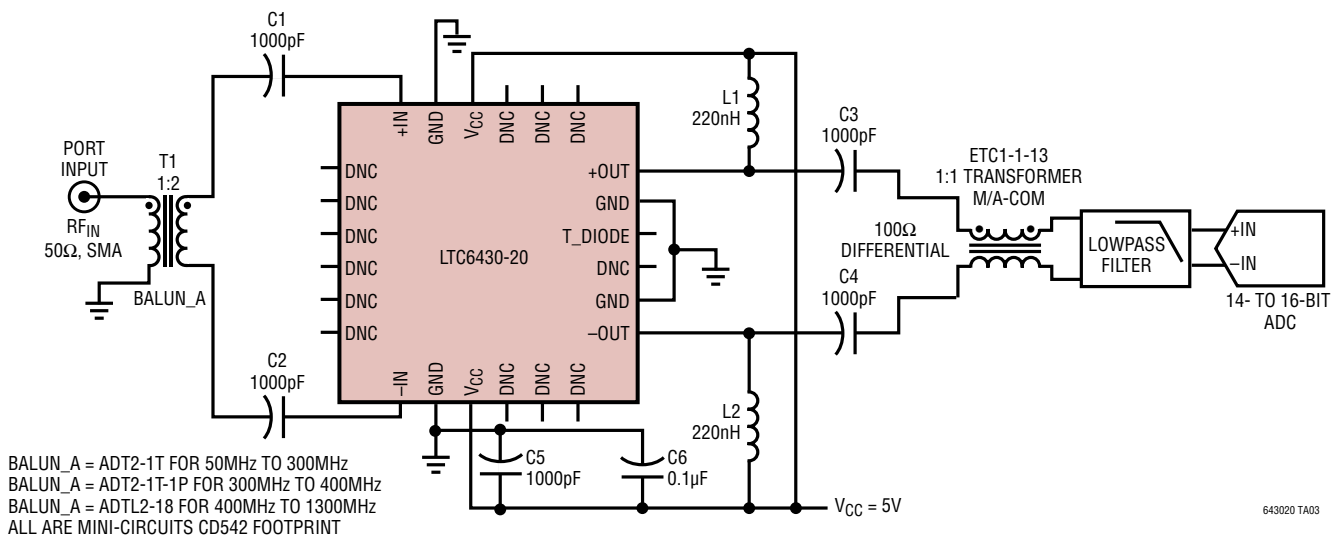 C1
1000pF
PORT
INPUT
T1
1:2
RFIN
50Ω, SMA
BALUN_A
C2
1000pF
+IN
GND
VCC
DNC
DNC
DNC
DNC
DNC
DNC
DNC
DNC
DNC
LTC6430-20
+OUT
GND
T_DIODE
DNC
GND
–OUT
–IN
GND
VCC
DNC
DNC
DNC
L1
220nH
C3
1000pF
ETC1-1-13
1:1 TRANSFORMER
M/A-COM
100Ω
DIFFERENTIAL
C4
1000pF
LOWPASS
FILTER
+IN
–IN
14- TO 16-BIT
ADC
L2
220nH
C5
1000pF
C6
0.1µF
VCC = 5V
BALUN_A = ADT2-1T FOR 50MHz TO 300MHz
BALUN_A = ADT2-1T-1P FOR 300MHz TO 400MHz
BALUN_A = ADTL2-18 FOR 400MHz TO 1300MHz
ALL ARE MINI-CIRCUITS CD542 FOOTPRINT
643020 TA03